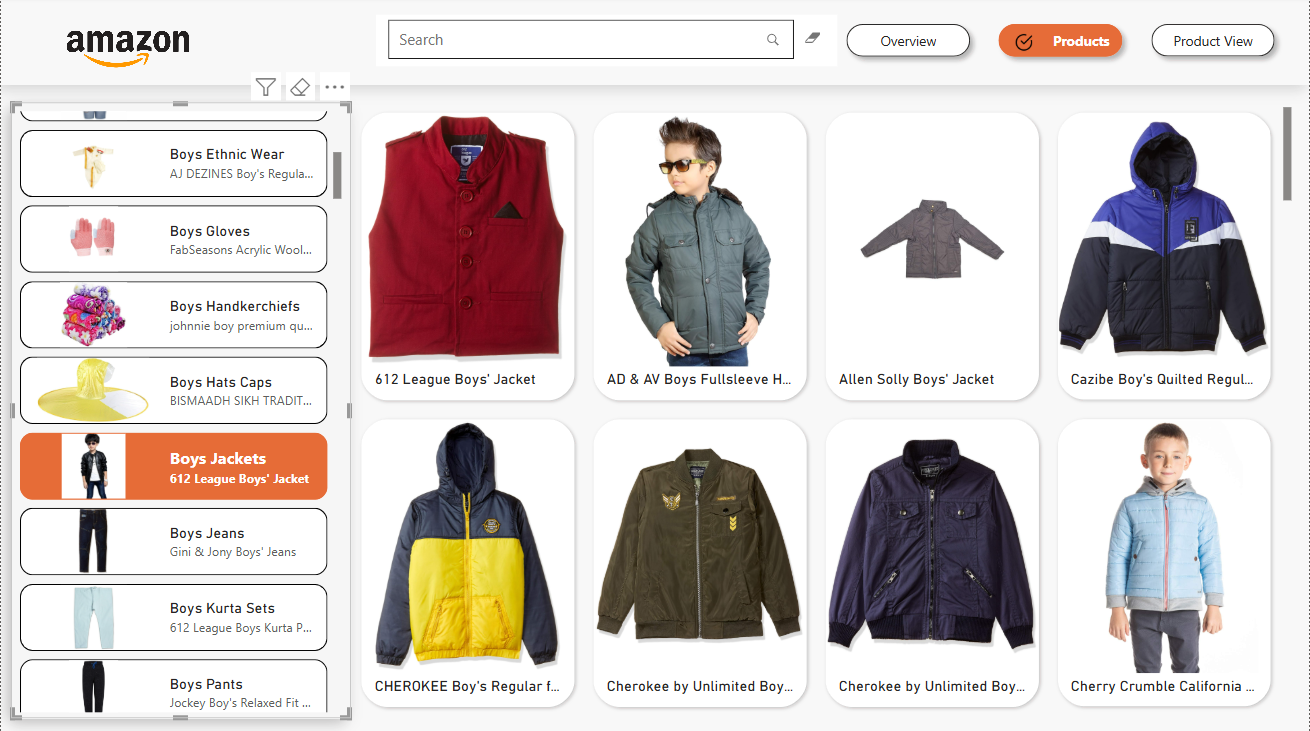 amazon
Search
Overview
Products
Product View
Boys Ethnic Wear
AJ DEZINES Boy's Regula...
Boys Gloves
FabSeasons Acrylic Wool...
Boys Handkerchiefs
johnnie boy premium qu...
Boys Hats Caps
BISMAADH SIKH TRADIT...
Boys Jackets
612 League Boys' Jacket
Boys Jeans
Gini & Jony Boys' Jeans
Boys Kurta Sets
612 League Boys Kurta P...
Boys Pants
Jockey Boy's Relaxed Fit ...
612 League Boys' Jacket
AD & AV Boys Fullsleeve H...
Allen Solly Boys' Jacket
Cazibe Boy's Quilted Regul...
CHEROKEE Boy's Regular f...
Cherokee by Unlimited Boy...
Cherokee by Unlimited Boy...
Cherry Crumble California ...